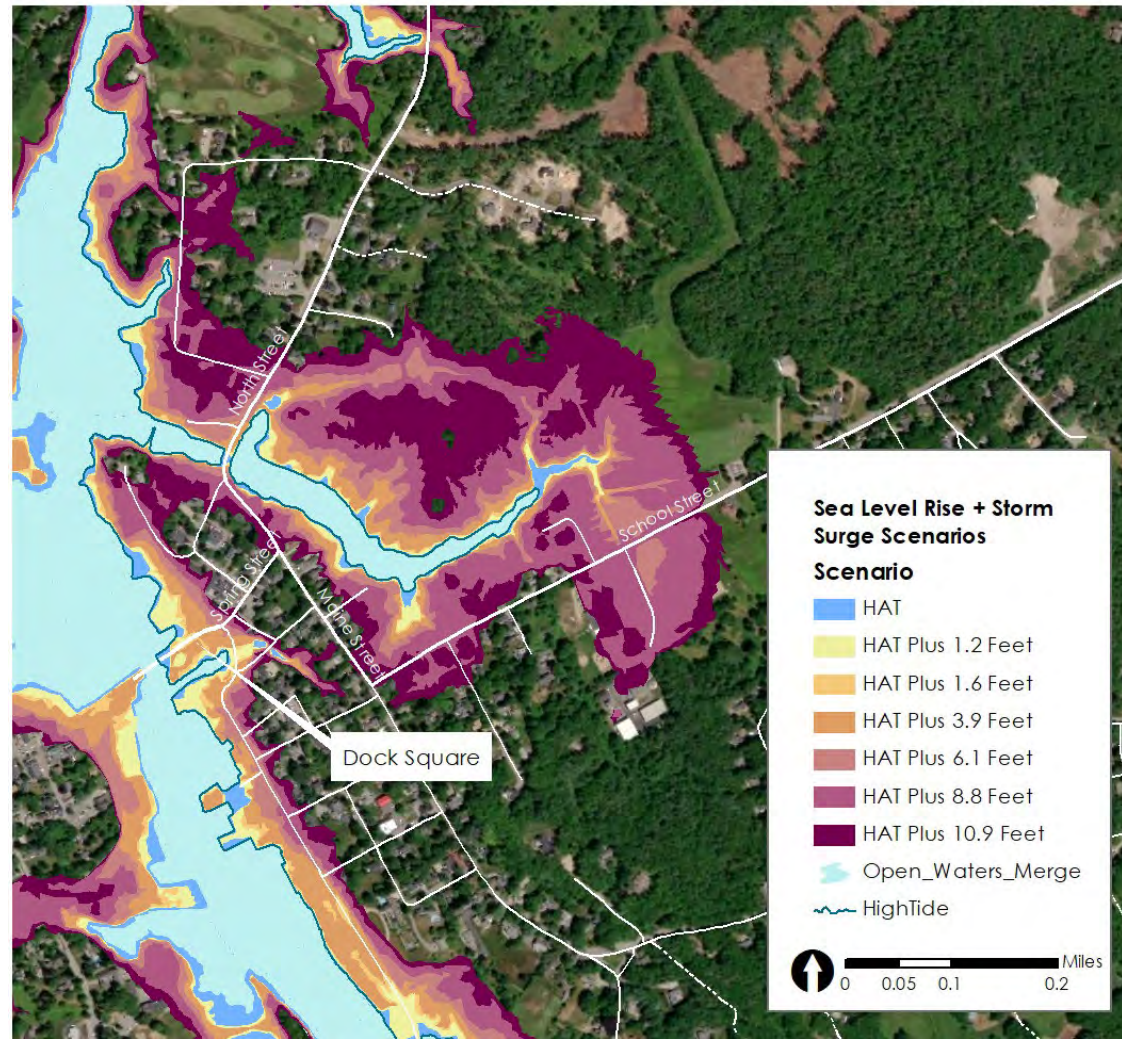 North Street
School Street
Spring Street
Maine Street
Dock Square
Sea Level Rise + Storm
Surge Scenarios
Scenario
HAT
HAT Plus 1.2 Feet
HAT Plus 1.6 Feet
HAT Plus 3.9 Feet
HAT Plus 6.1 Feet
HAT Plus 8.8 Feet
HAT Plus 10.9 Feet
Open_Waters_Merge
HighTide
Miles
0 0.05 0.1 0.2